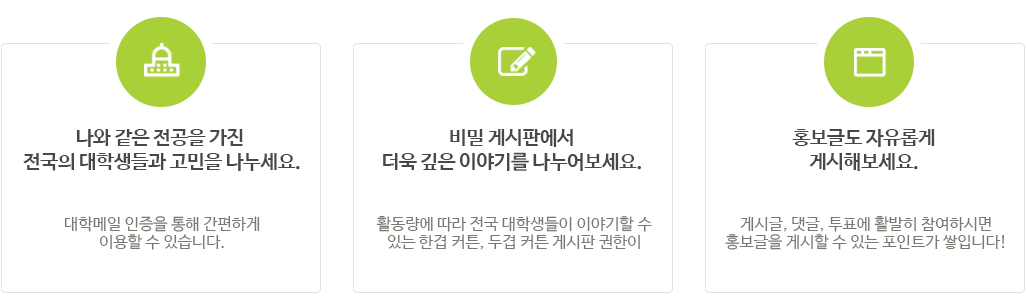 나와 같은 전공을 가진
전국의 대학생들과 고민을 나누세요.
대학메일 인증을 통해 간편하게
이용할 수 있습니다.
비밀 게시판에서
더욱 깊은 이야기를 나누어보세요.
활동량에 따라 전국 대학생들이 이야기할 수
있는 한겹 커튼, 두겹 커튼 게시판 권한이
홍보글도 자유롭게
게시해보세요.
게시글, 댓글, 투표에 활발히 참여하시면
홍보글을 게시할 수 있는 포인트가 쌓입니다!